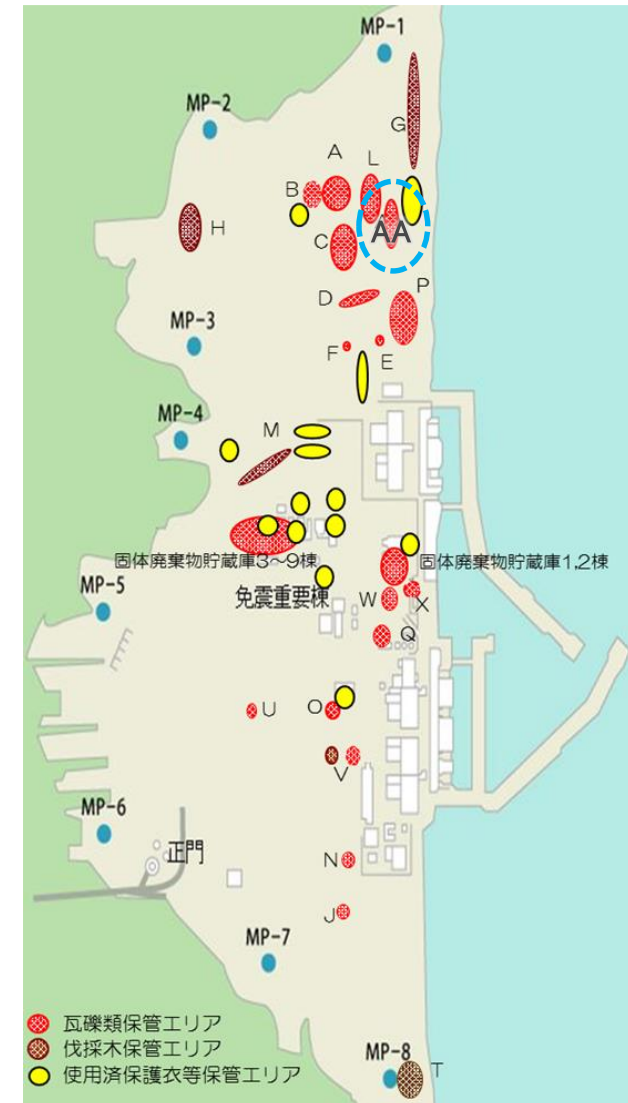 MP-1
MP-2
G
A
L
B
H
AA
C
P
D
MP-3
F
E
MP-4
M
固体廃棄物貯蔵庫3～9棟
固体廃棄物貯蔵庫1,2棟
MP-5
免震重要棟
W
X
Q
U
O
V
MP-6
正門
N
J
MP-7
瓦礫類保管エリア
伐採木保管エリア
使用済保護衣等保管エリア
MP-8
T